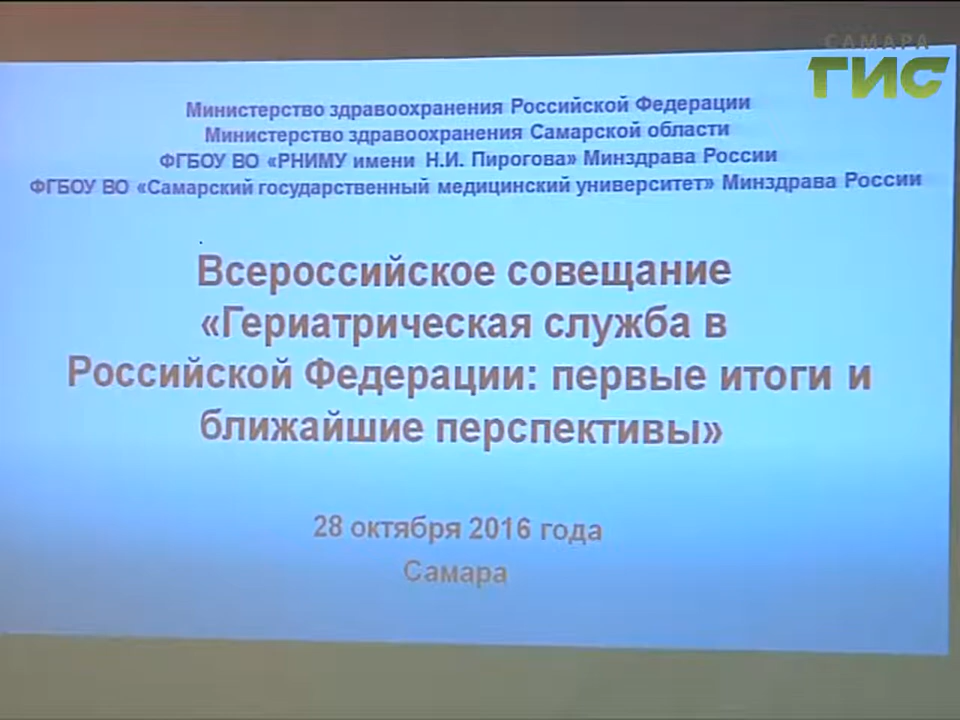 САМАРА
ГИС
Министерство здравоохранения Российской Федерации
Министерство здравоохранения Самарской области
ФГБОУ ВО «РНИМУ имени Н.И. Пирогова» Минздрава России
ФГБОУ ВО «Самарский государственный медицинский университет» Минздрава России
Всероссийское совещание
«Гериатрическая служба в
Российской Федерации: первые итоги и
ближайшие перспективы»
28 октября 2016 года
Самара